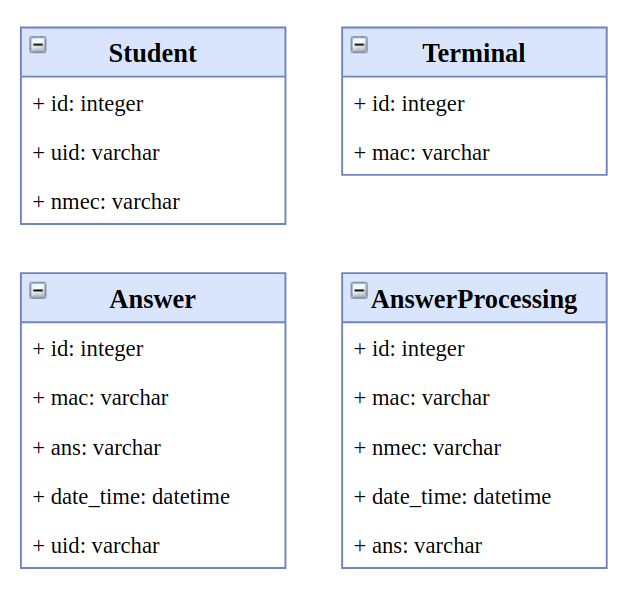 Student
+ id: integer
+ uid: varchar
+ nmec: varchar
Terminal
+ id: integer
+ mac: varchar
Answer
+ id: integer
+ mac: varchar
+ ans: varchar
+ date_time: datetime
+ uid: varchar
AnswerProcessing
+ id: integer
+ mac: varchar
+ nmec: varchar
+ date_time: datetime
+ ans: varchar